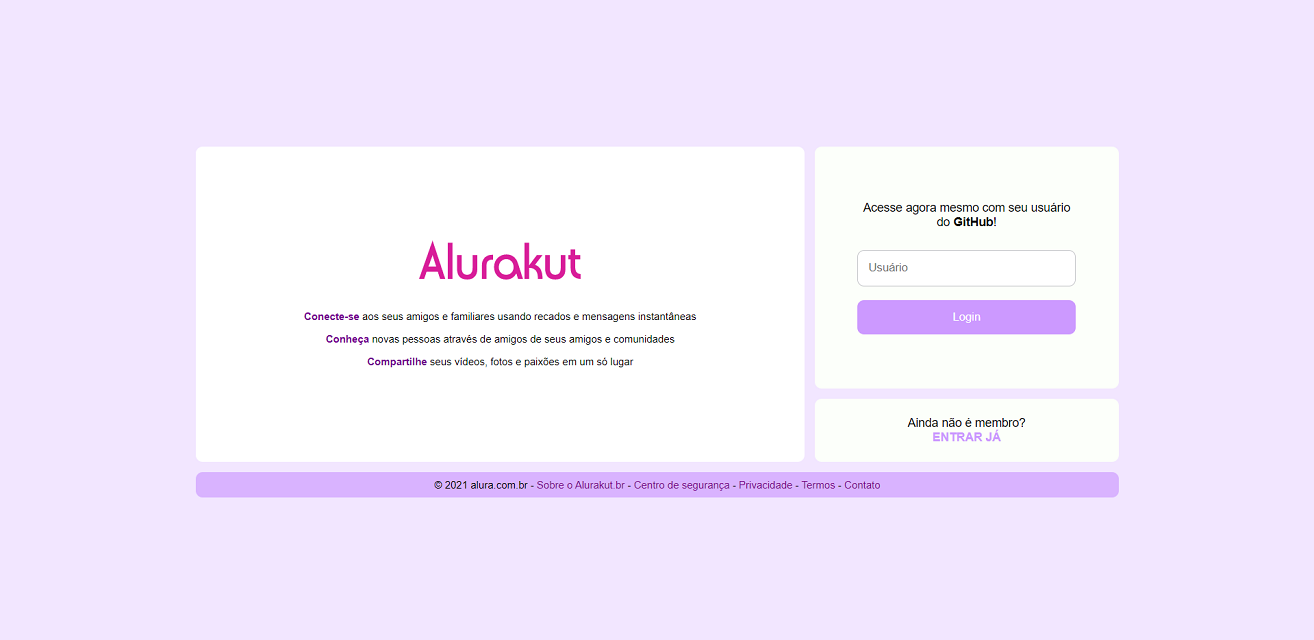 Alurakut
Conecte-se aos seus amigos e familiares usando recados e mensagens instantâneas
Conheça novas pessoas através de amigos de seus amigos e comunidades
Compartilhe seus vídeos, fotos e paixões em um só lugar
Acesse agora mesmo com seu usuário
do GitHub!
Usuário
Login
Ainda não é membro?
ENTRAR JÁ
© 2021 alura.com.br - Sobre o Alurakut.br - Centro de segurança - Privacidade - Termos - Contato